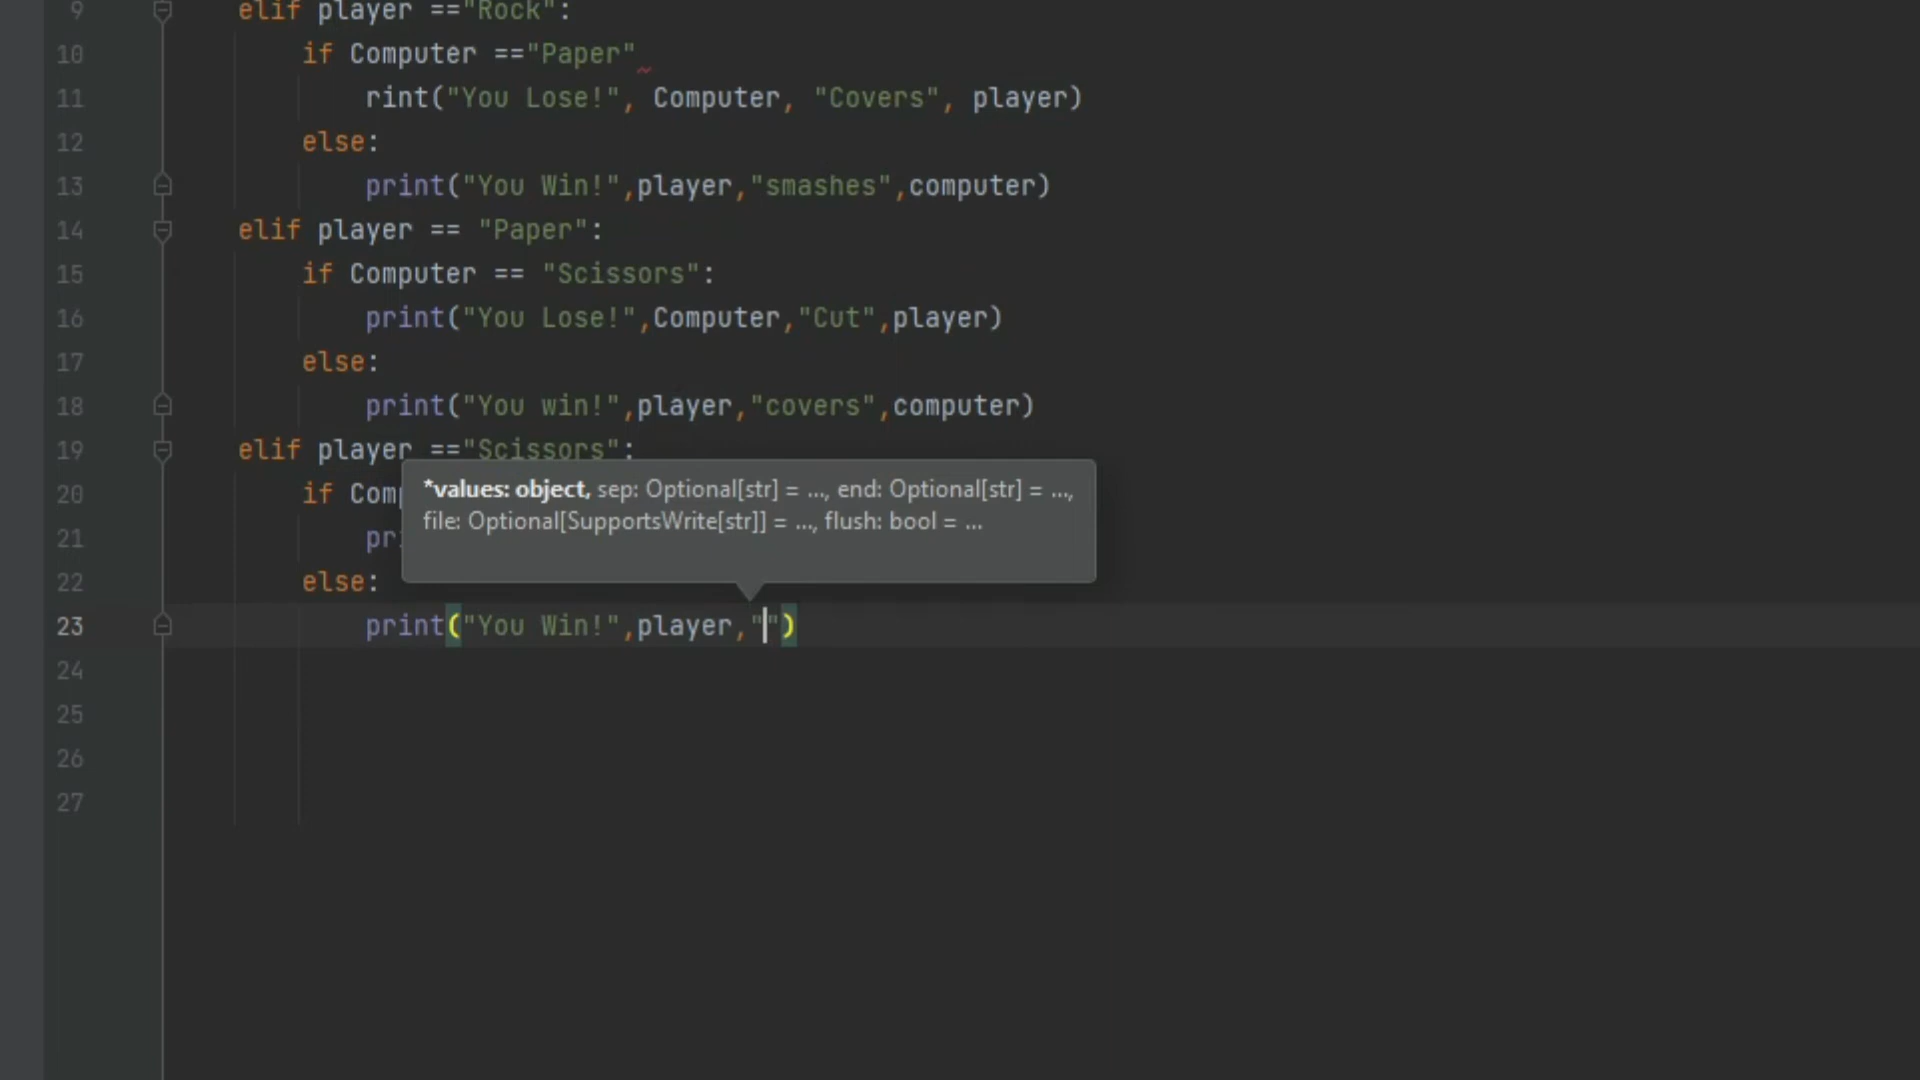 9 elif player =="Rock":
10 if Computer =="Paper"
11 rint("You Lose!", Computer, "Covers", player)
12 else:
13 print("You Win!",player,"smashes",computer)
14 elif player == "Paper":
15 if Computer == "Scissors":
16 print("You Lose!",Computer,"Cut",player)
17 else:
18 print("You win!",player,"covers",computer)
19 elif player =="Scissors":
20 if Com
*values: object, sep: Optional[str] = ..., end: Optional[str] = ...,
file: Optional[SupportsWrite[str]] = ..., flush: bool = ...
21 pr
22 else:
23 print("You Win!",player,"")
24
25
26
27